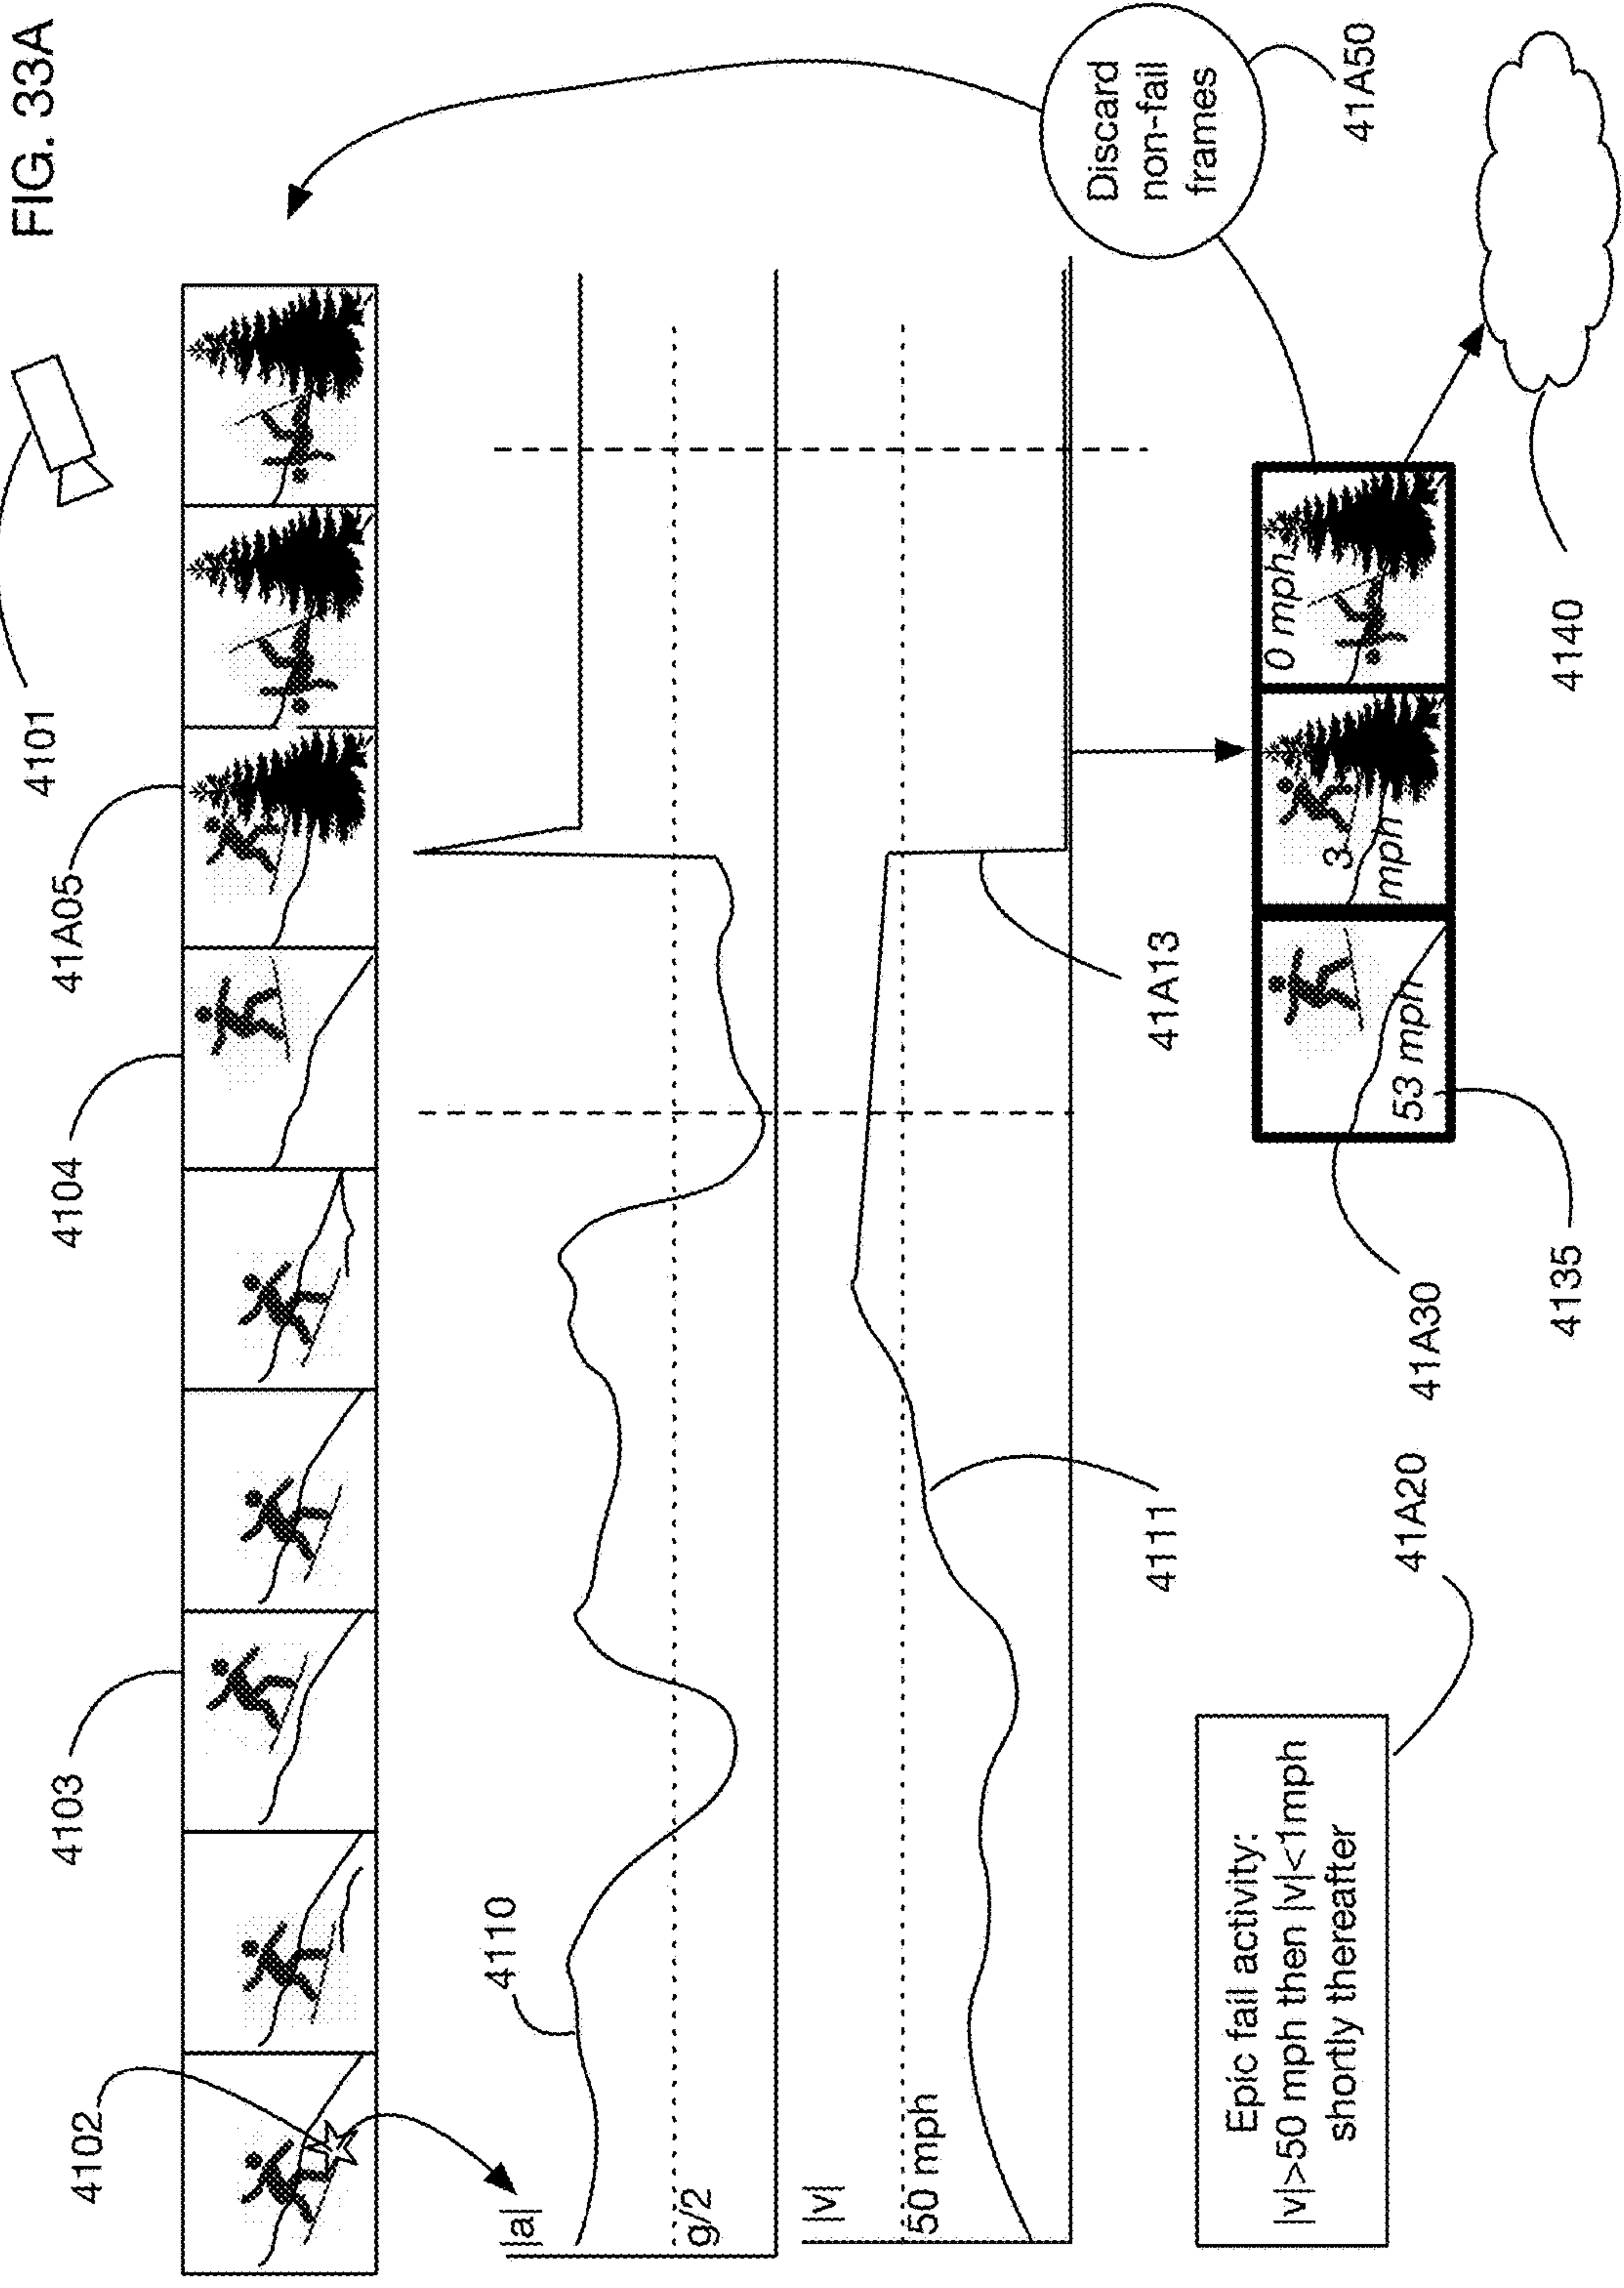 FIG. 33A
4101
4102
4103
4104
41A05
|a|
4110
g/2
|v|
50 mph
4111
41A13
Epic fail activity:
|v|>50 mph then |v|<1mph
shortly thereafter
41A20
53 mph
3
mph
0 mph
41A30
4135
Discard
non-fail
frames
41A50
4140